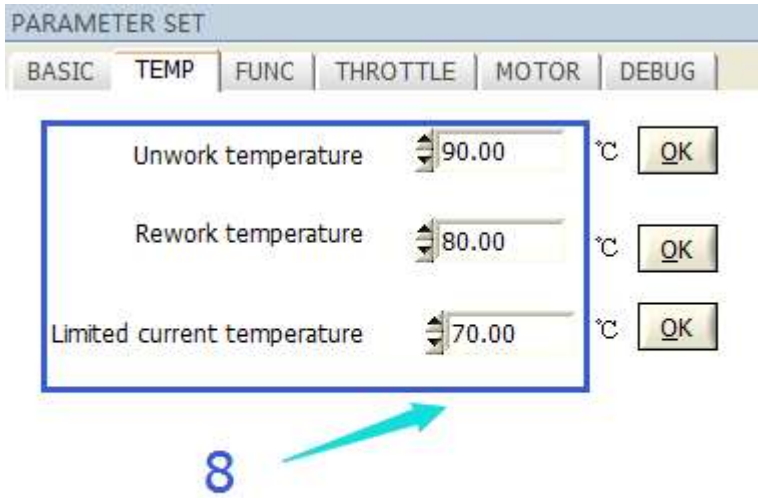 PARAMETER SET
BASIC TEMP FUNC THROTTLE MOTOR DEBUG
Unwork temperature 90.00 ℃ OK
Rework temperature 80.00 ℃ OK
Limited current temperature 70.00 ℃ OK
8